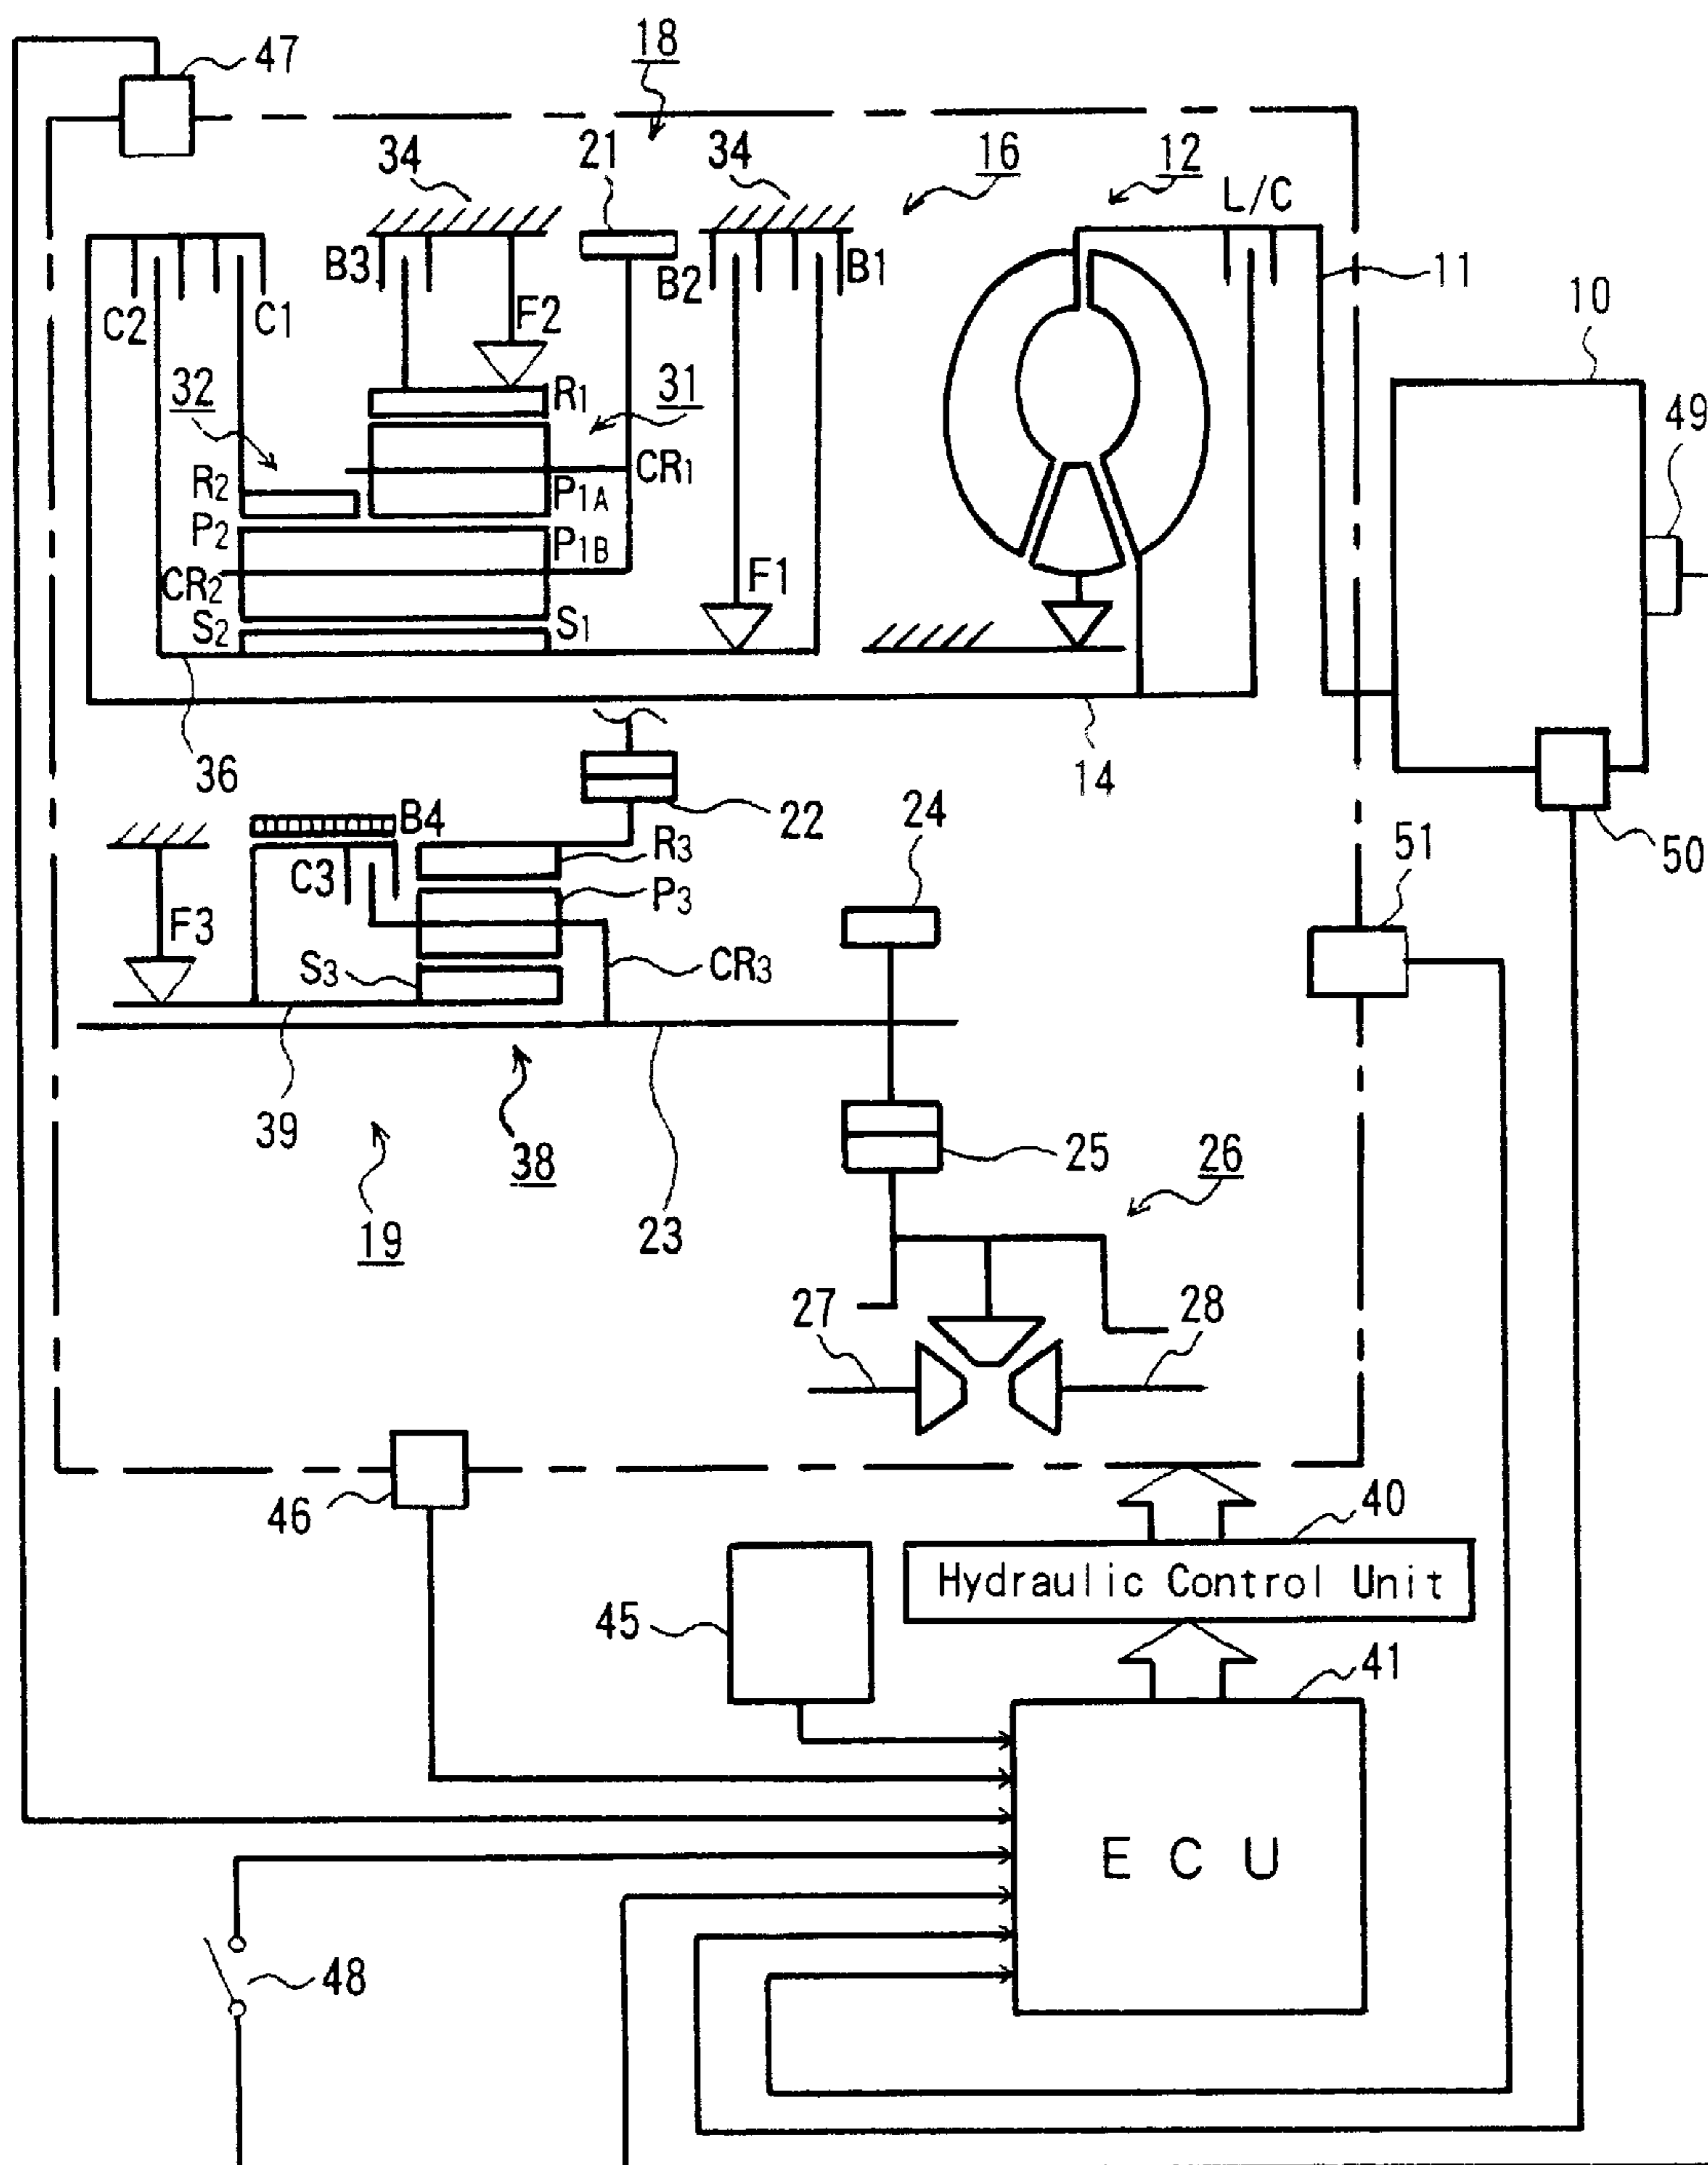 47
18
34
21
34
16
12
L/C
B3
B2
B1
11
C2
C1
F2
10
32
R1
31
49
CR1
R2
P1A
P2
P1B
CR2
F1
S2
S1
36
14
22
24
B4
R3
51
50
C3
P3
F3
S3
CR3
39
38
25
26
19
23
27
28
46
40
Hydraulic Control Unit
45
41
ECU
48